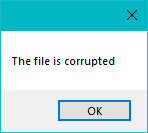 The file is corrupted
OK